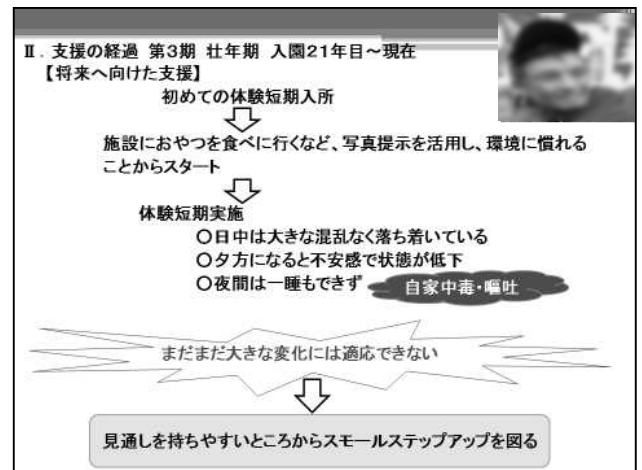 Ⅱ．支援の経過 第3期 壮年期 入園21年目～現在
【将来へ向けた支援】
初めての体験短期入所
施設におやつを食べに行くなど、写真提示を活用し、環境に慣れる
ことからスタート
体験短期実施
○日中は大きな混乱なく落ち着いている
○夕方になると不安感で状態が低下
○夜間は一睡もできず
自家中毒・嘔吐
まだまだ大きな変化には適応できない
見通しを持ちやすいところからスモールステップアップを図る